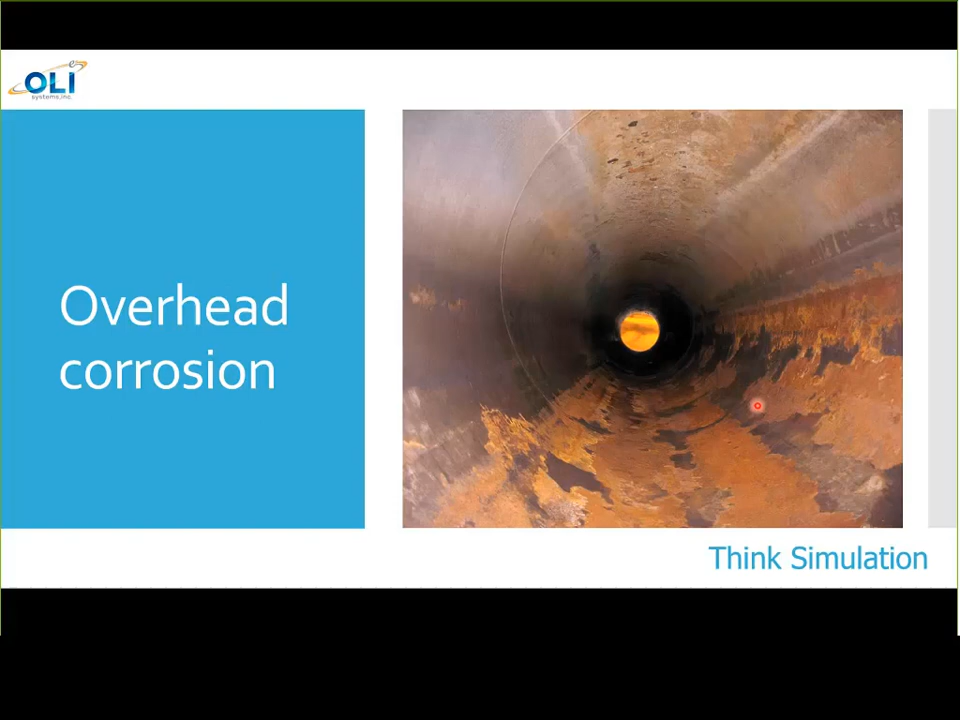 OLI
systems,inc.
Overhead
corrosion
Think Simulation